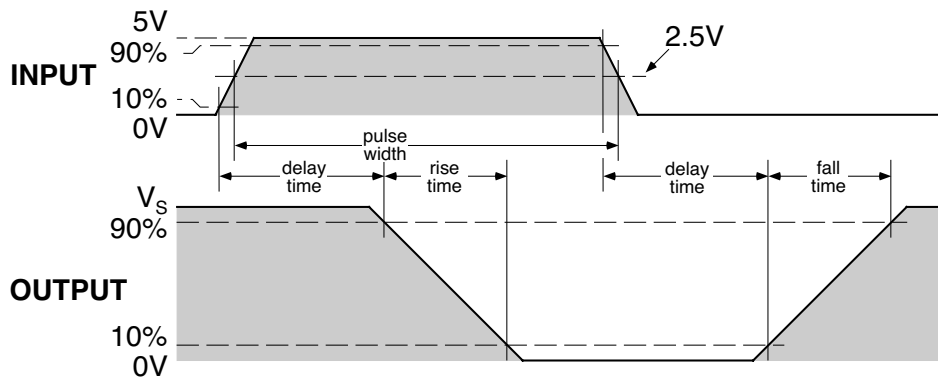 5V
90%
2.5V
INPUT
10%
0V
pulse
width
delay
time
rise
time
delay
time
fall
time
VS
90%
OUTPUT
10%
0V